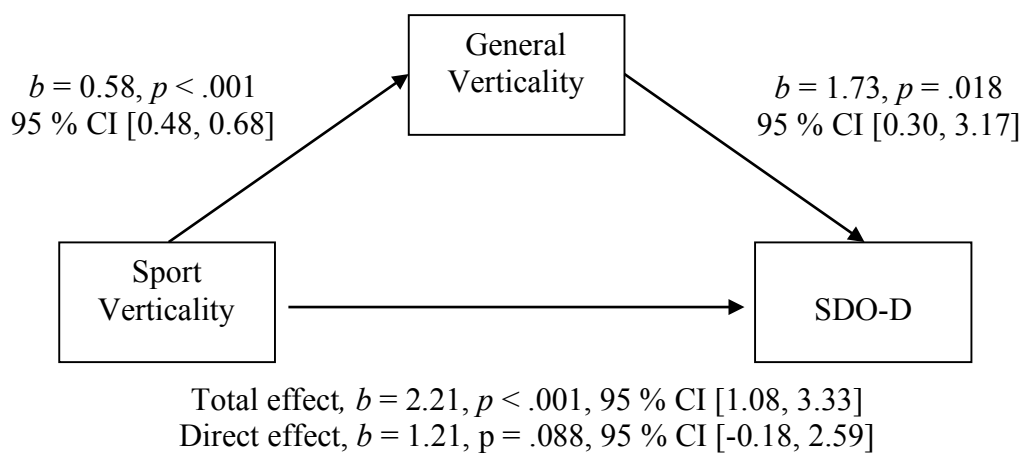 General
Verticality
b = 0.58, p < .001
95 % CI [0.48, 0.68]
b = 1.73, p = .018
95 % CI [0.30, 3.17]
Sport
Verticality
SDO-D
Total effect, b = 2.21, p < .001, 95 % CI [1.08, 3.33]
Direct effect, b = 1.21, p = .088, 95 % CI [-0.18, 2.59]